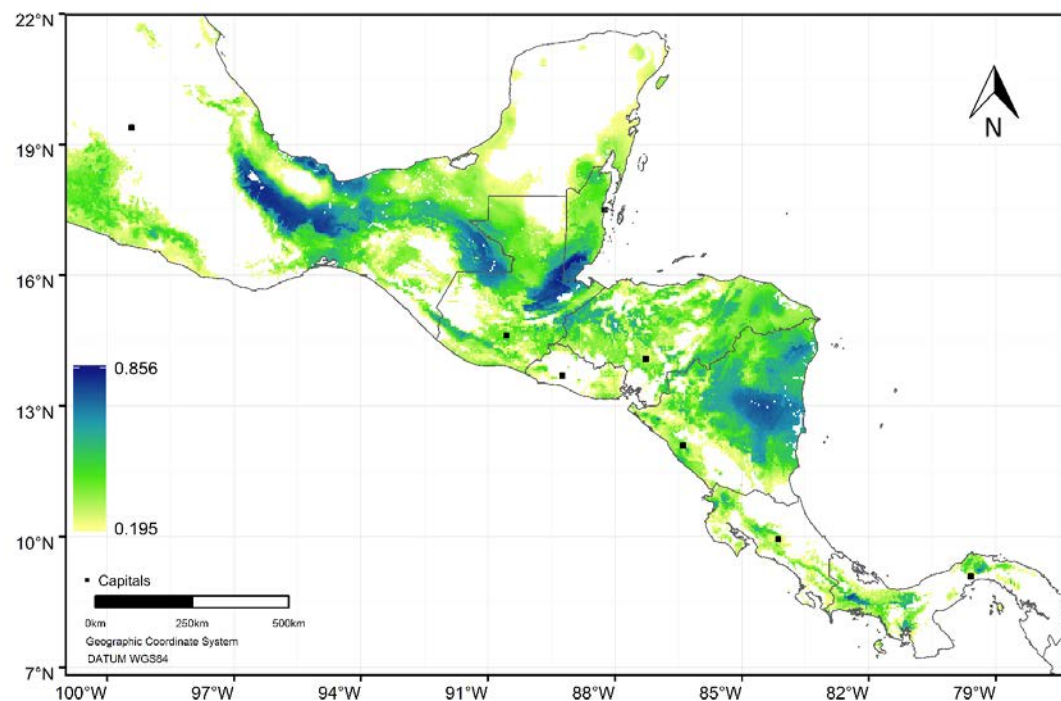 22°N
19°N
16°N
13°N
10°N
7°N
N
0.856
0.195
Capitals
0km 250km 500km
Geographic Coordinate System
DATUM WGS84
100°W 97°W 94°W 91°W 88°W 85°W 82°W 79°W